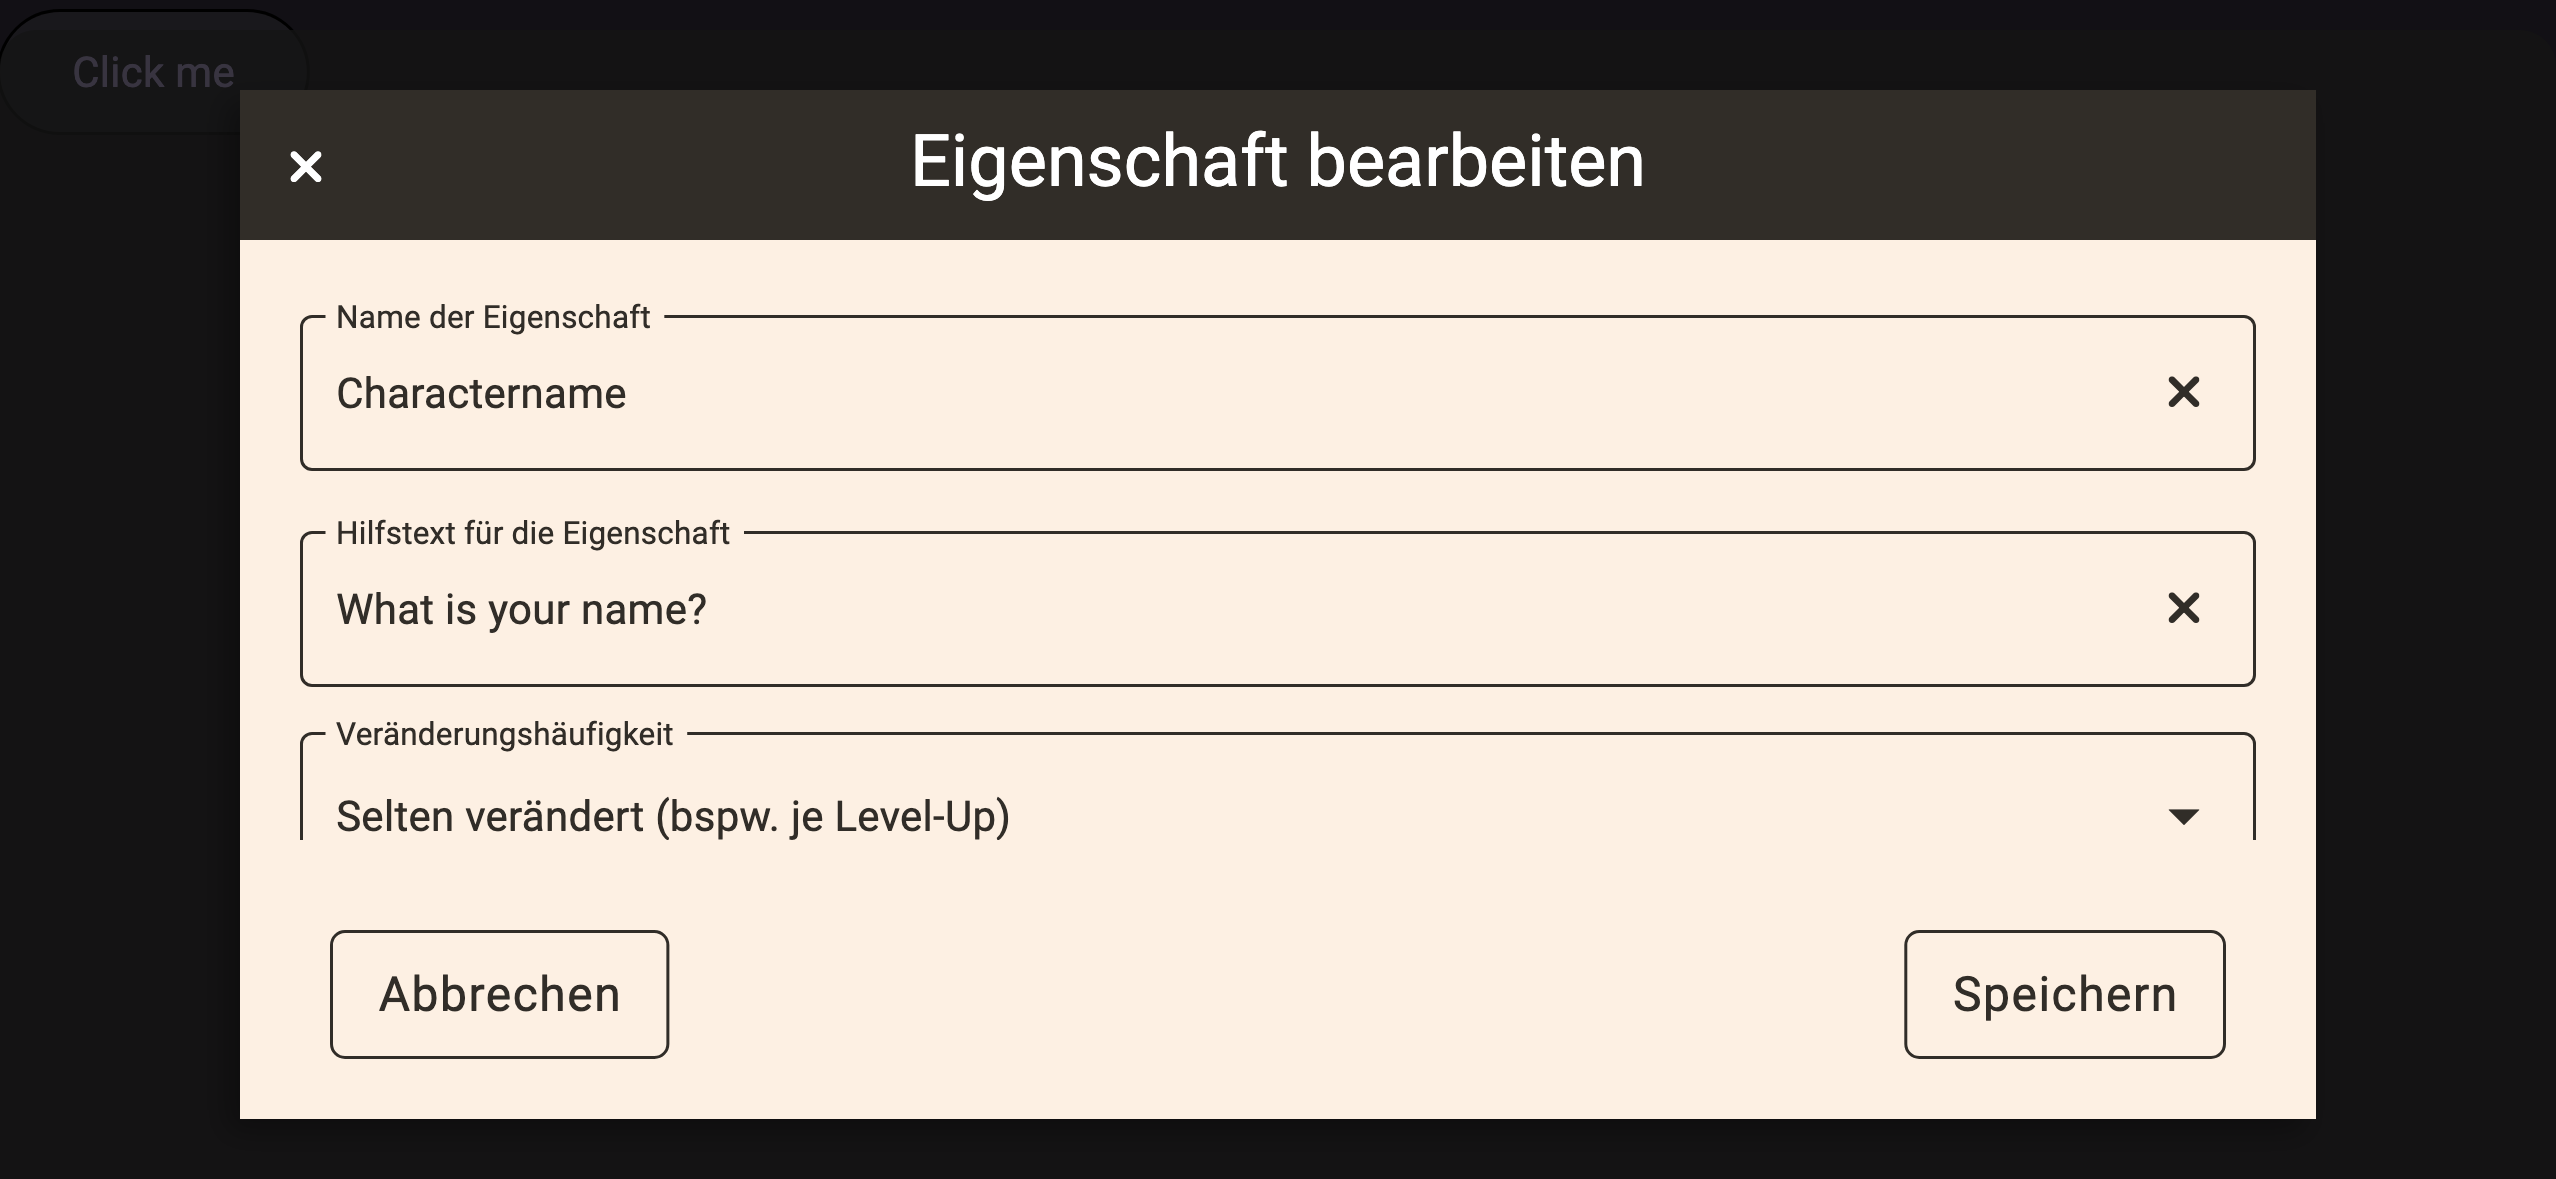 Click me
Eigenschaft bearbeiten
Name der Eigenschaft
Charactername
Hilfstext für die Eigenschaft
What is your name?
Veränderungshäufigkeit
Selten verändert (bspw. je Level-Up)
Abbrechen
Speichern